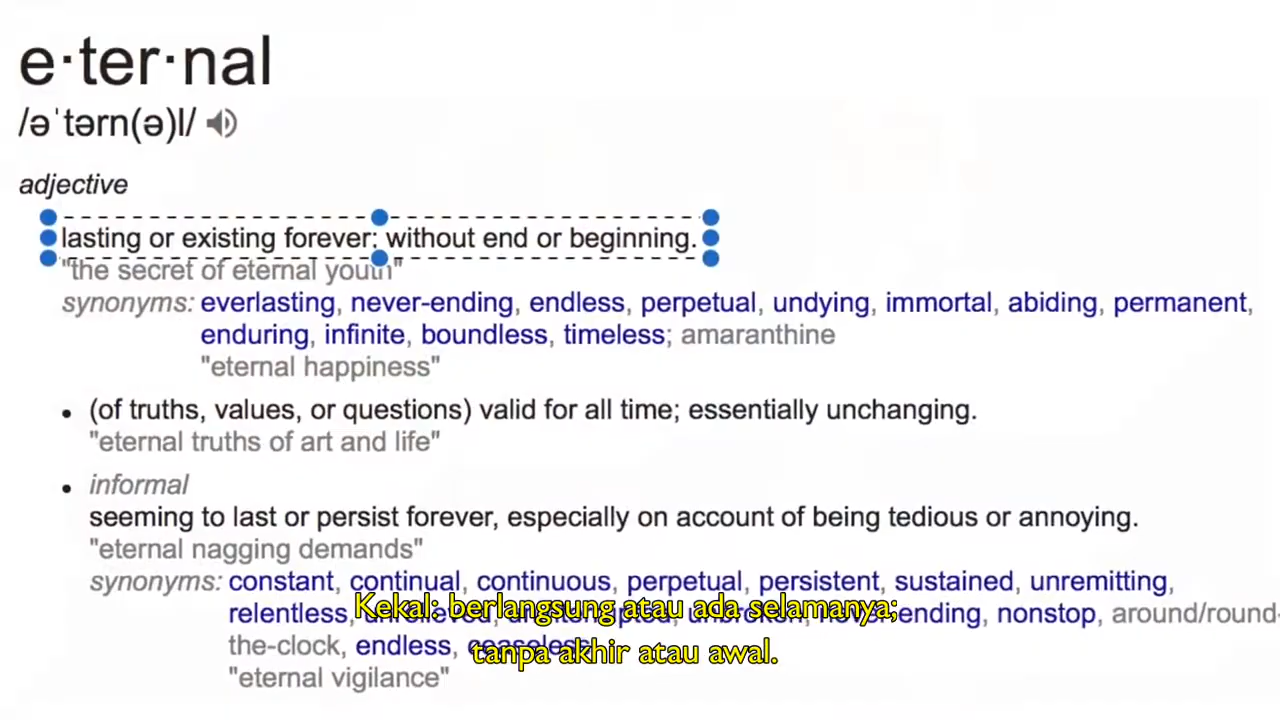 e·ter·nal
/əˈtərn(ə)l/
adjective
lasting or existing forever; without end or beginning.
"the secret of eternal youth"
synonyms: everlasting, never-ending, endless, perpetual, undying, immortal, abiding, permanent,
enduring, infinite, boundless, timeless; amaranthine
"eternal happiness"
• (of truths, values, or questions) valid for all time; essentially unchanging.
"eternal truths of art and life"
• informal
seeming to last or persist forever, especially on account of being tedious or annoying.
"eternal nagging demands"
synonyms: constant, continual, continuous, perpetual, persistent, sustained, unremitting,
relentless, never-ending, nonstop, around/round-
Kekal: berlangsung atau ada selamanya;
the-clock, endless,
tanpa akhir atau awal.
"eternal vigilance"